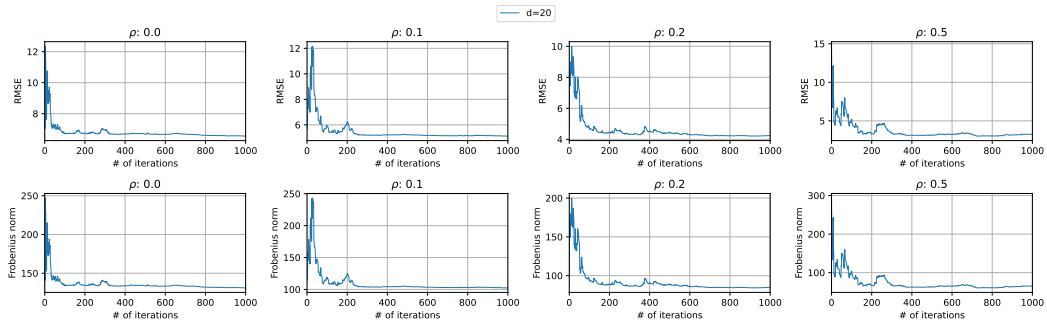 d=20
ρ: 0.0
ρ: 0.1
ρ: 0.2
ρ: 0.5
RMSE
12
10
8
0 200 400 600 800 1000
# of iterations
RMSE
12
10
8
6
0 200 400 600 800 1000
# of iterations
RMSE
10
8
6
4
0 200 400 600 800 1000
# of iterations
RMSE
15
10
5
0 200 400 600 800 1000
# of iterations
ρ: 0.0
ρ: 0.1
ρ: 0.2
ρ: 0.5
Frobenius norm
250
200
150
0 200 400 600 800 1000
# of iterations
Frobenius norm
250
200
150
100
0 200 400 600 800 1000
# of iterations
Frobenius norm
200
150
100
0 200 400 600 800 1000
# of iterations
Frobenius norm
300
200
100
0 200 400 600 800 1000
# of iterations